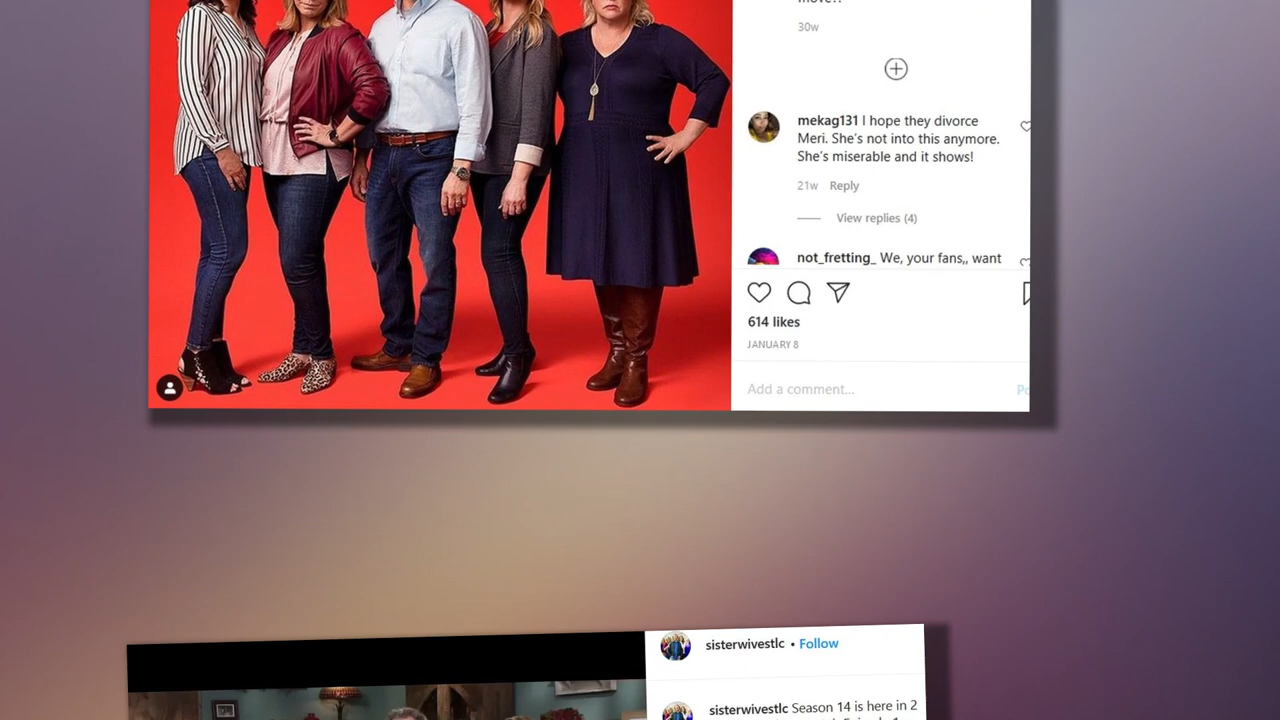 30w
mekag131 I hope they divorce
Meri. She's not into this anymore.
She's miserable and it shows!
21w Reply
View replies (4)
not_fretting_ We, your fans,, want
614 likes
JANUARY 8
Add a comment...
sisterwivestlc • Follow
sisterwivestlc Season 14 is here in 2